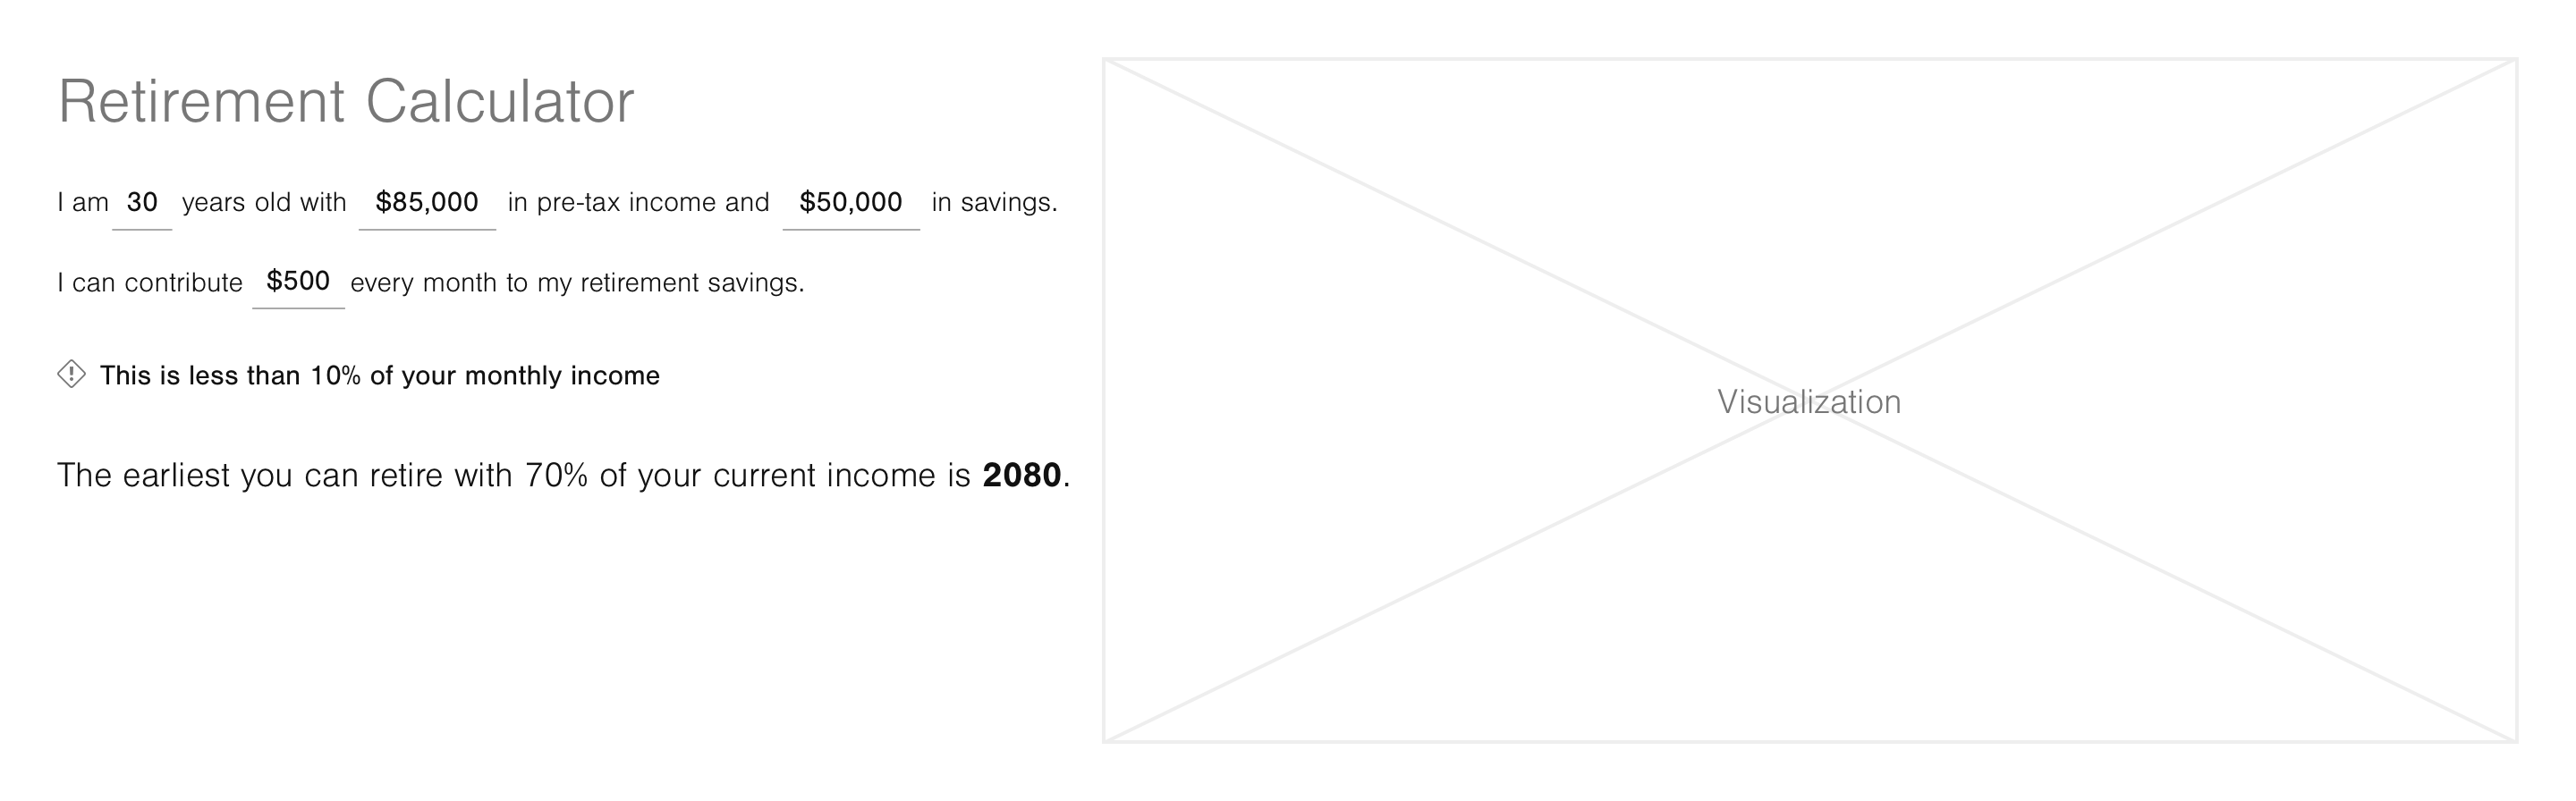 Retirement Calculator
I am 30 years old with $85,000 in pre-tax income and $50,000 in savings.
I can contribute $500 every month to my retirement savings.
This is less than 10% of your monthly income
The earliest you can retire with 70% of your current income is 2080.
Visualization